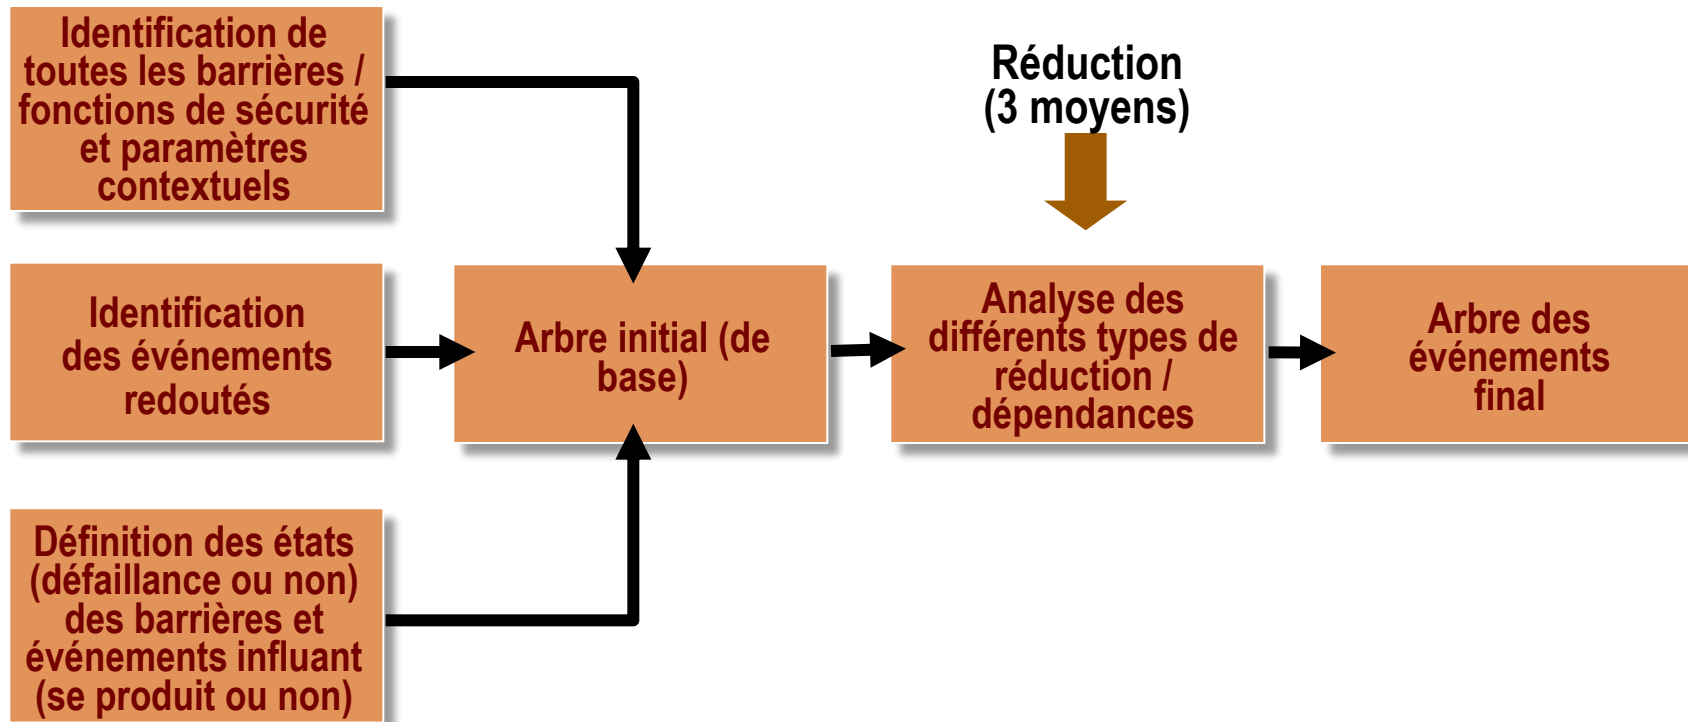 Identification de
toutes les barrières /
fonctions de sécurité
et paramètres
contextuels
Réduction
(3 moyens)
Identification
des événements
redoutés
Arbre initial (de
base)
Analyse des
différents types de
réduction /
dépendances
Arbre des
événements
final
Définition des états
(défaillance ou non)
des barrières et
événements influant
(se produit ou non)